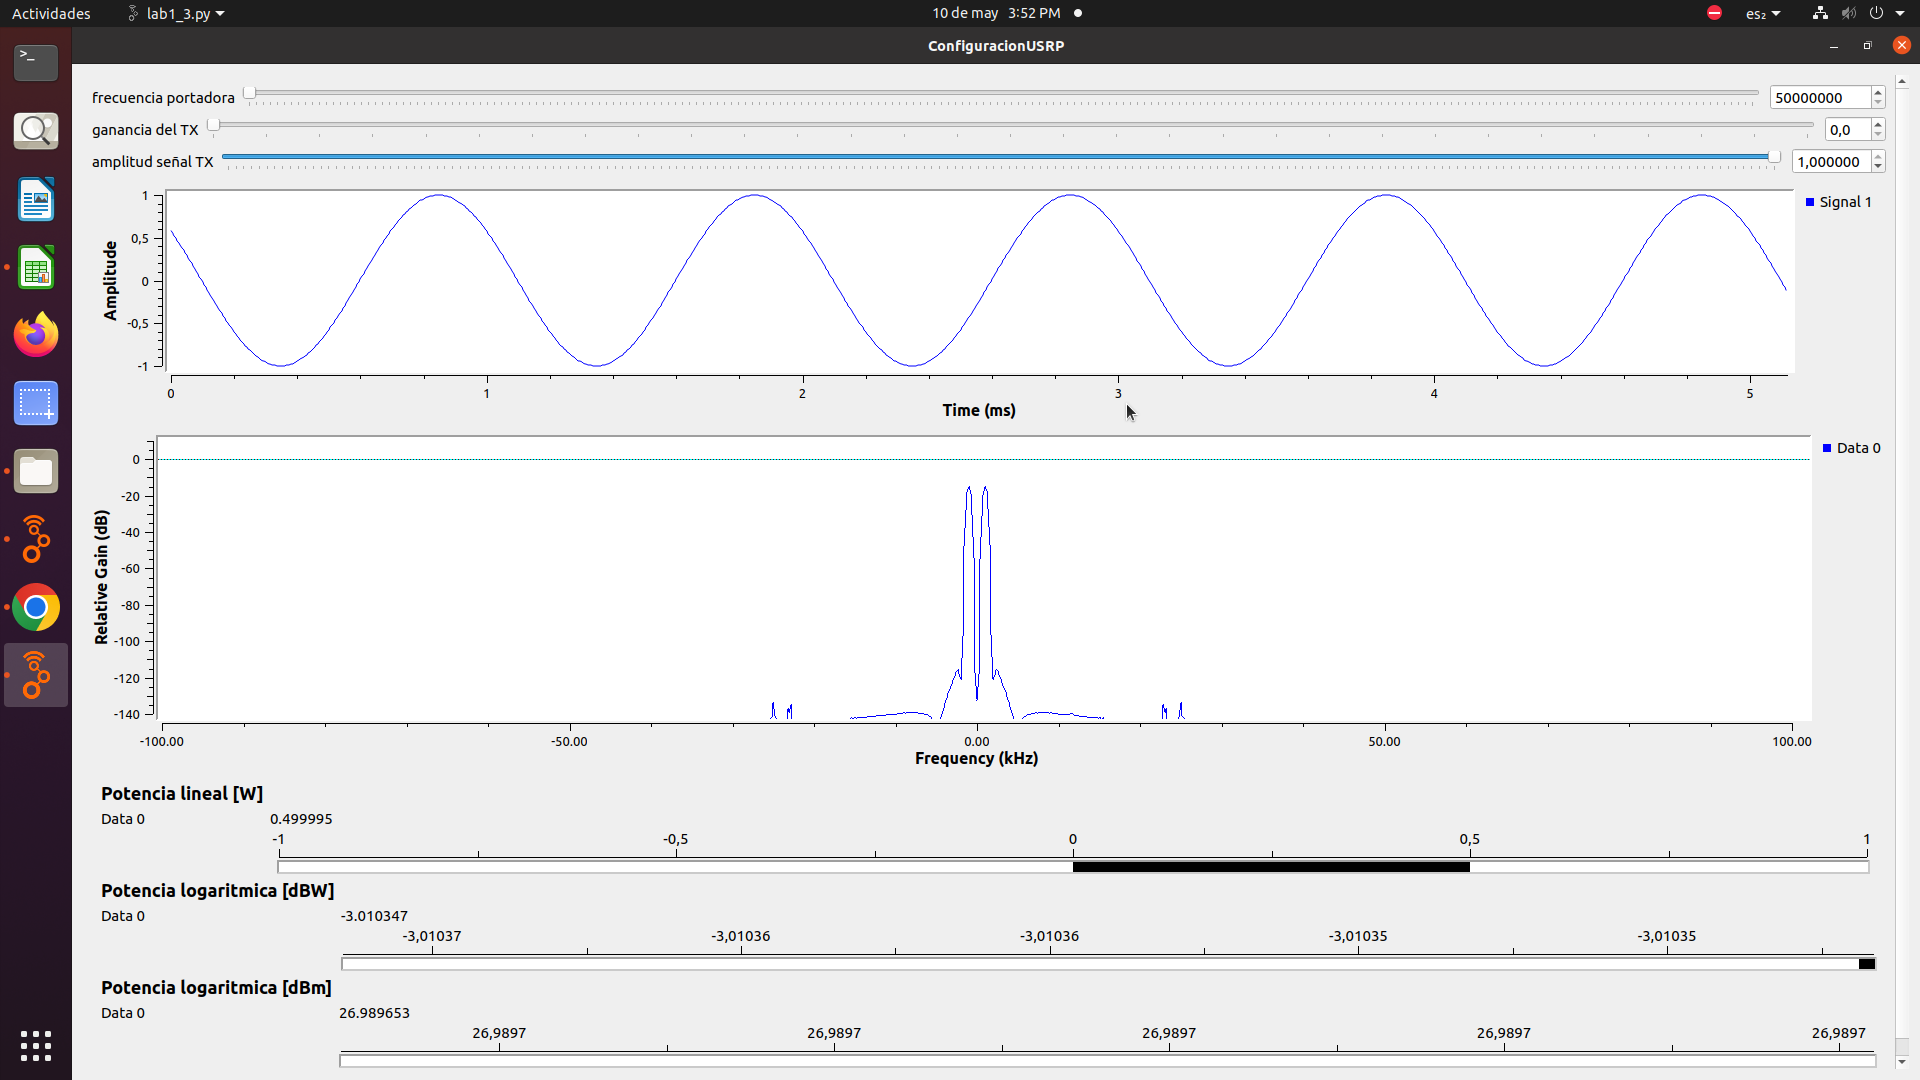 Actividades lab1_3.py 10 de may 3:52 PM es₂
ConfiguracionUSRP
frecuencia portadora 50000000
ganancia del TX 0,0
amplitud señal TX 1,000000
Signal 1
1
0,5
0
-0,5
-1
Amplitude
0 1 2 3 4 5
Time (ms)
Data 0
0
-20
-40
-60
-80
-100
-120
-140
Relative Gain (dB)
-100.00 -50.00 0.00 50.00 100.00
Frequency (kHz)
Potencia lineal [W]
Data 0 0.499995
-1 -0,5 0 0,5 1
Potencia logaritmica [dBW]
Data 0 -3.010347
-3,01037 -3,01036 -3,01036 -3,01035 -3,01035
Potencia logaritmica [dBm]
Data 0 26.989653
26,9897 26,9897 26,9897 26,9897 26,9897